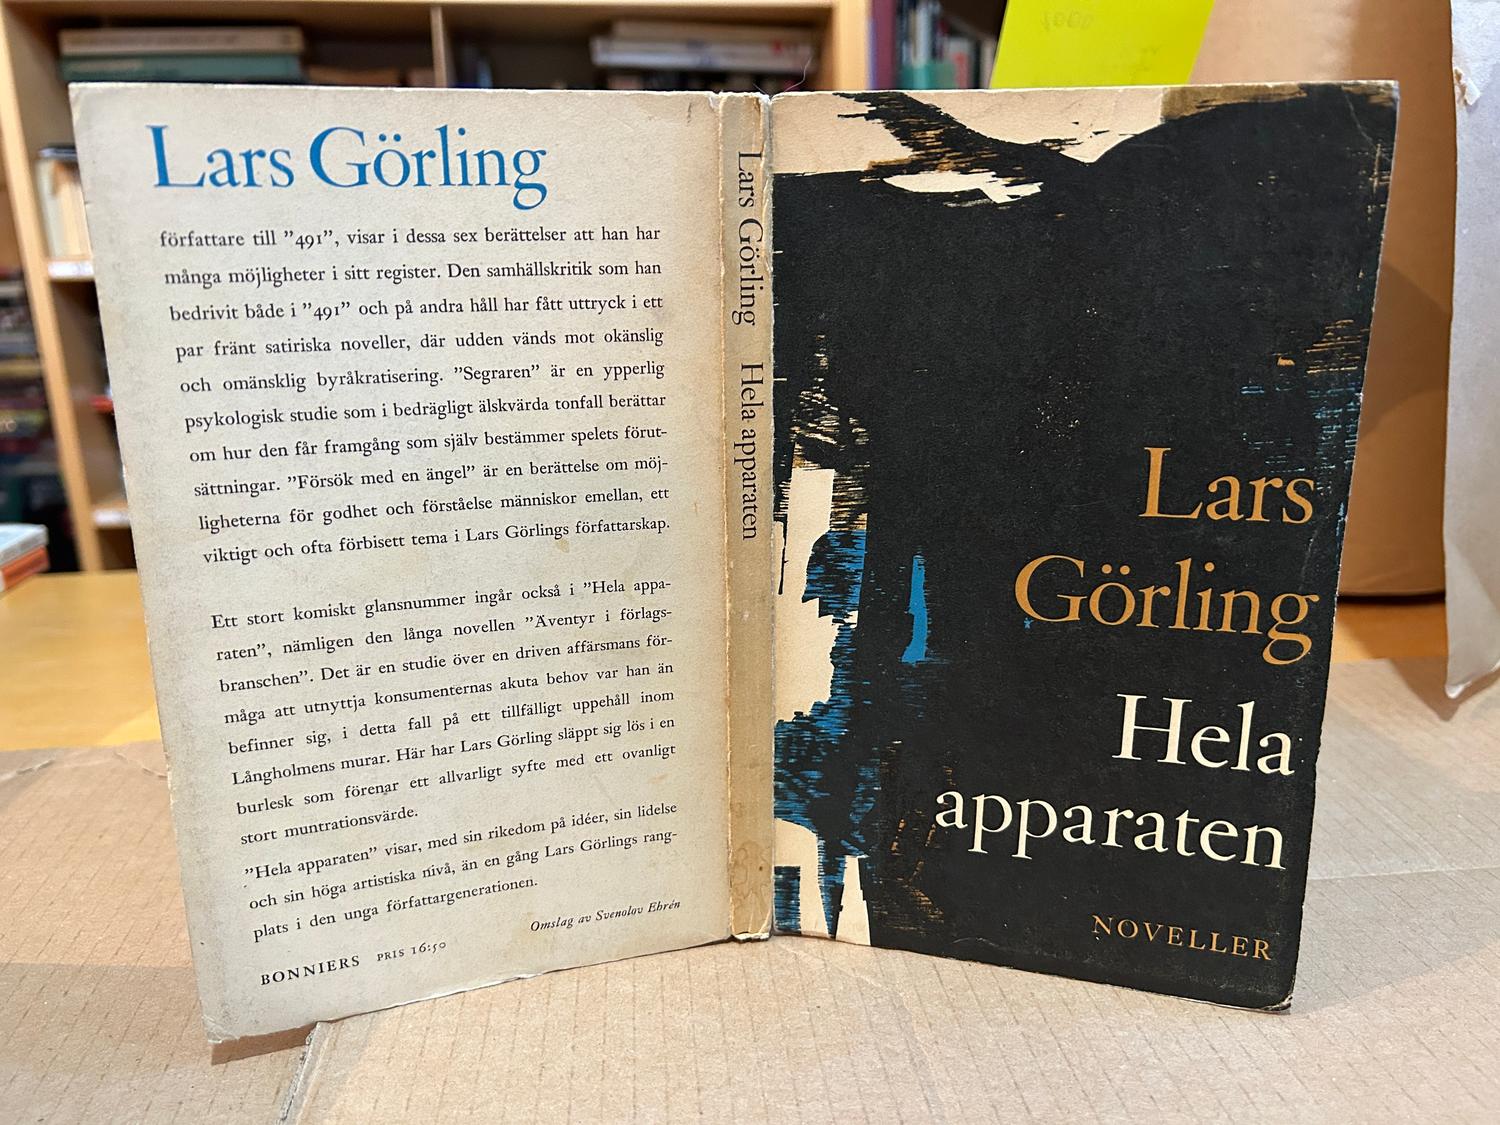 Lars Görling
författare till ”491”, visar i dessa sex berättelser att han har
många möjligheter i sitt register. Den samhällskritik som han
bedrivit både i ”491” och på andra håll har fått uttryck i ett
par fränt satiriska noveller, där udden vänds mot okänslig
och omänsklig byråkratisering. ”Segraren” är en ypperlig
psykologisk studie som i bedrägligt älskvärda tonfall berättar
om hur den får framgång som själv bestämmer spelets förut-
sättningar. ”Försök med en ängel” är en berättelse om möj-
ligheterna för godhet och förståelse människor emellan, ett
viktigt och ofta förbisett tema i Lars Görlings författarskap.
Ett stort komiskt glansnummer ingår också i ”Hela appa-
raten”, nämligen den långa novellen ”Äventyr i förlags-
branschen”. Det är en studie över en driven affärsmans för-
måga att utnyttja konsumenternas akuta behov var han än
befinner sig, i detta fall på ett tillfälligt uppehåll inom
Långholmens murar. Här har Lars Görling släppt sig lös i en
burlesk som förenar ett allvarligt syfte med ett ovanligt
stort muntrationsvärde.
”Hela apparaten” visar, med sin rikedom på idéer, sin lidelse
och sin höga artistiska nivå, än en gång Lars Görlings rang-
plats i den unga författargenerationen.
Omslag av Svenolov Ehrén
BONNIERS PRIS 16:50
Lars Görling Hela apparaten
Lars
Görling
Hela
apparaten
NOVELLER